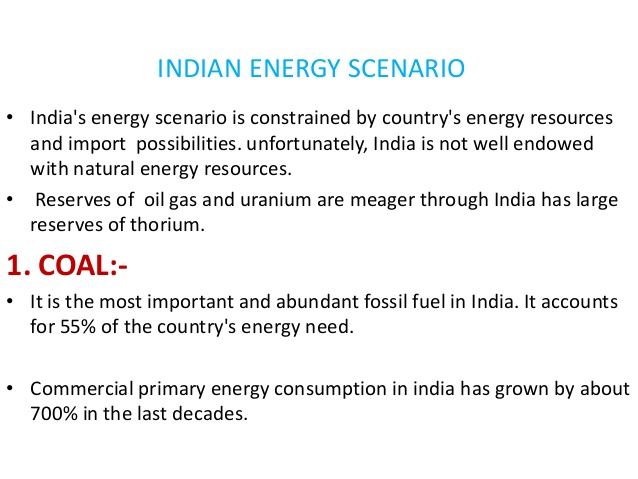 INDIAN ENERGY SCENARIO
• India's energy scenario is constrained by country's energy resources
and import possibilities. unfortunately, India is not well endowed
with natural energy resources.
• Reserves of oil gas and uranium are meager through India has large
reserves of thorium.
1. COAL:-
• It is the most important and abundant fossil fuel in India. It accounts
for 55% of the country's energy need.
• Commercial primary energy consumption in india has grown by about
700% in the last decades.